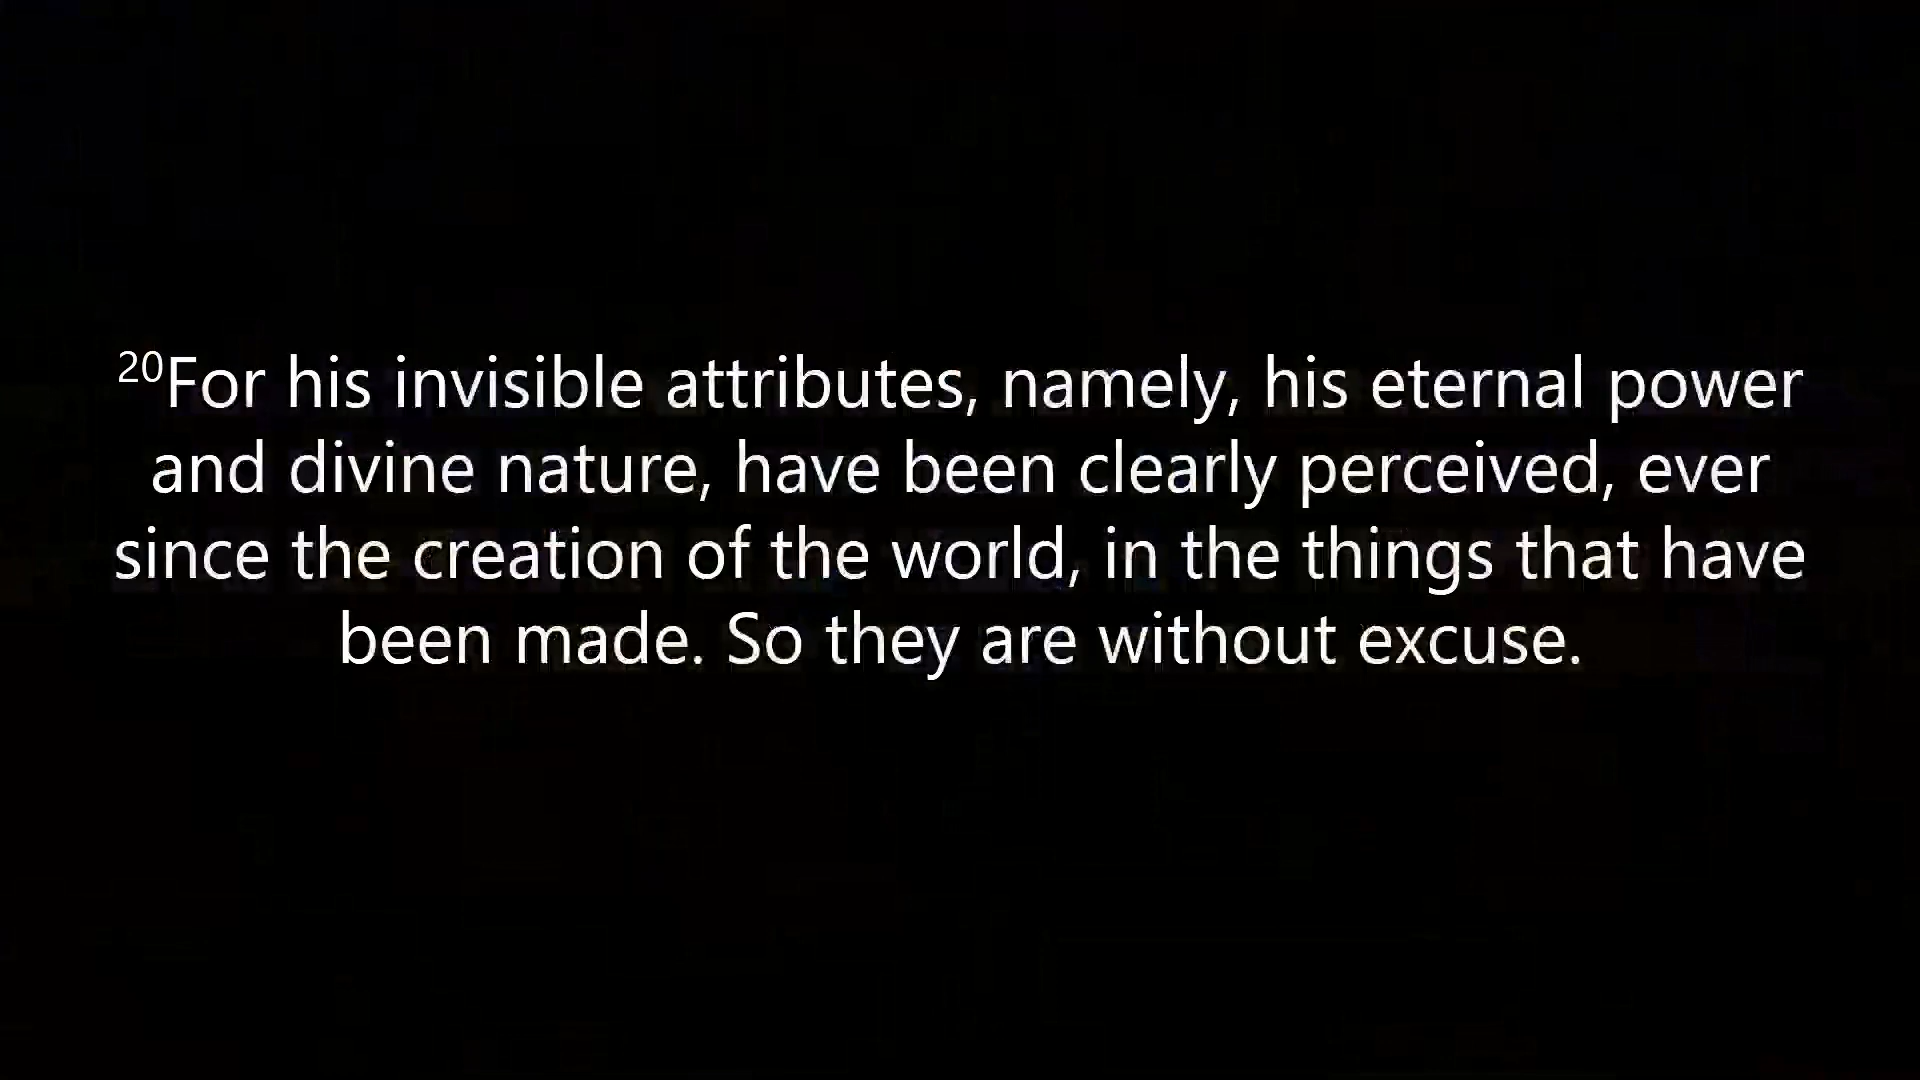 20For his invisible attributes, namely, his eternal power
and divine nature, have been clearly perceived, ever
since the creation of the world, in the things that have
been made. So they are without excuse.